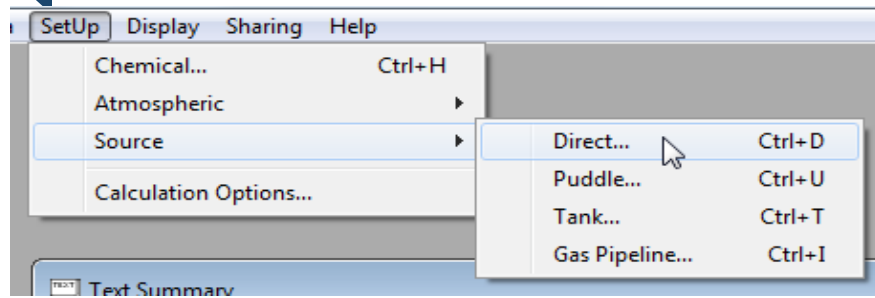 SetUp Display Sharing Help
Chemical... Ctrl+H
Atmospheric
Source
Calculation Options...
Direct... Ctrl+D
Puddle... Ctrl+U
Tank... Ctrl+T
Gas Pipeline... Ctrl+I
TEXT Text Summary